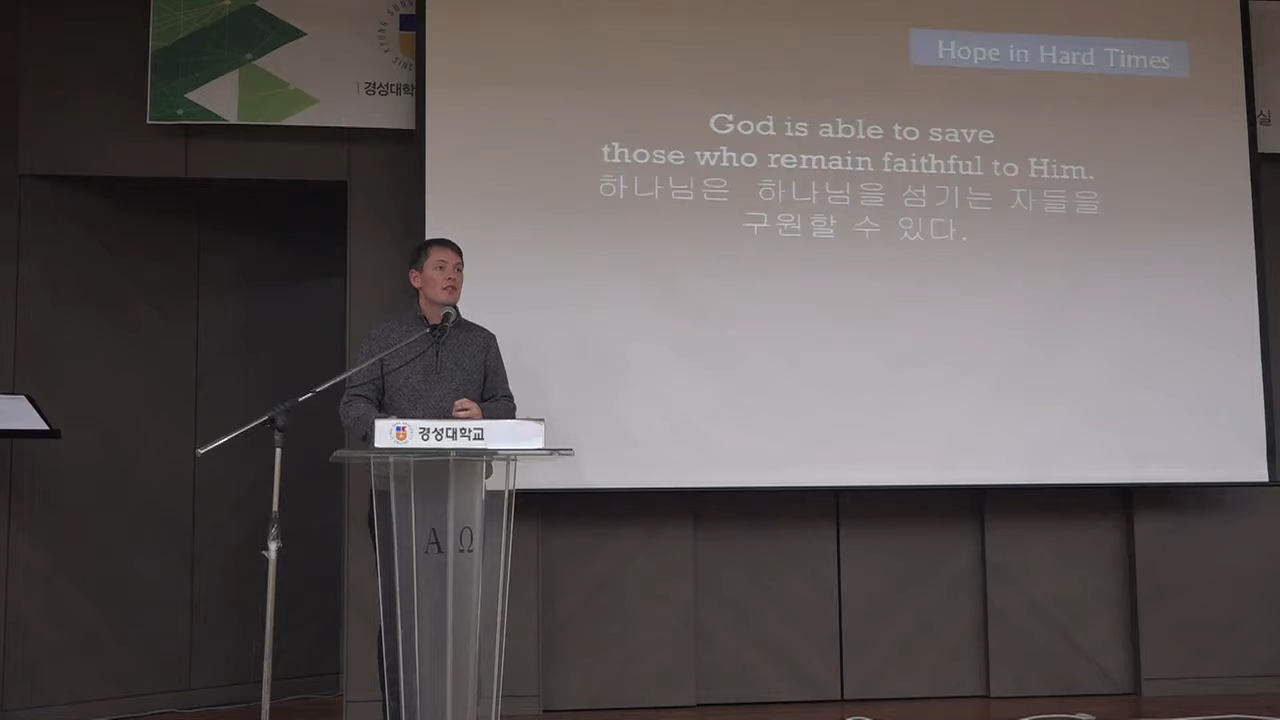 경성대학
Hope in Hard Times
God is able to save
those who remain faithful to Him.
하나님은 하나님을 섬기는 자들을
구원할 수 있다.
실
경성대학교
Α Ω